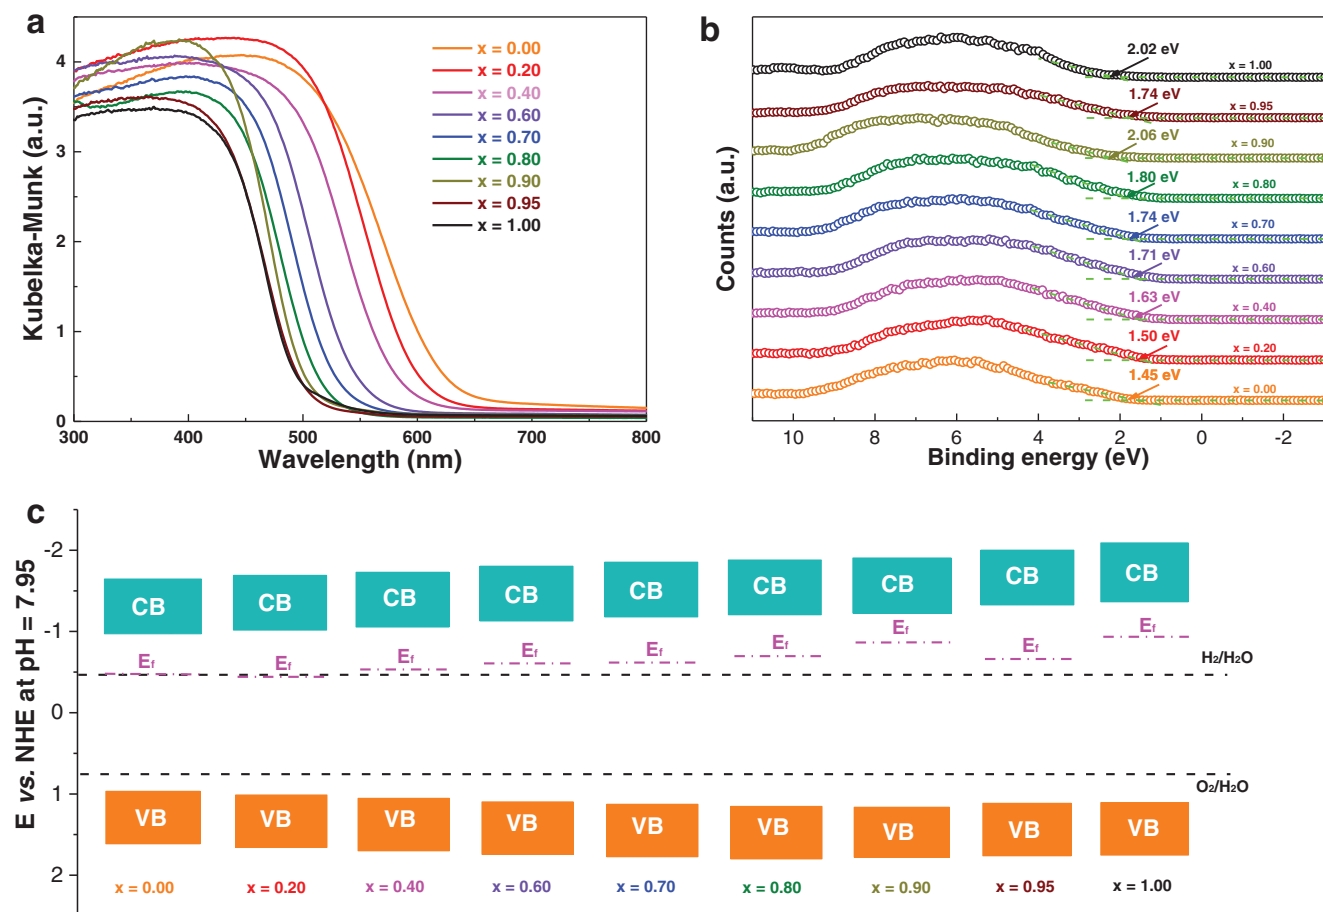 a
Kubelka-Munk (a.u.)
4
3
2
1
0
300
400
500
600
700
800
Wavelength (nm)
x = 0.00
x = 0.20
x = 0.40
x = 0.60
x = 0.70
x = 0.80
x = 0.90
x = 0.95
x = 1.00
b
Counts (a.u.)
2.02 eV
x = 1.00
1.74 eV
x = 0.95
2.06 eV
x = 0.90
1.80 eV
x = 0.80
1.74 eV
x = 0.70
1.71 eV
x = 0.60
1.63 eV
x = 0.40
1.50 eV
x = 0.20
1.45 eV
x = 0.00
10
8
6
4
2
0
-2
Binding energy (eV)
c
E vs. NHE at pH = 7.95
-2
-1
0
1
2
CB
CB
CB
CB
CB
CB
CB
CB
CB
Ef
Ef
Ef
Ef
Ef
Ef
Ef
Ef
Ef
H2/H2O
O2/H2O
VB
VB
VB
VB
VB
VB
VB
VB
VB
x = 0.00
x = 0.20
x = 0.40
x = 0.60
x = 0.70
x = 0.80
x = 0.90
x = 0.95
x = 1.00